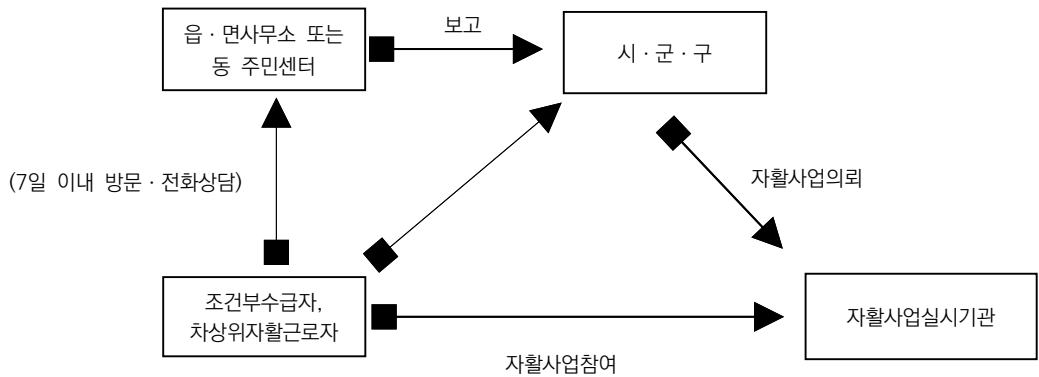 보고
읍 · 면사무소 또는
동 주민센터
시 · 군 · 구
(7일 이내 방문 · 전화상담)
자활사업의뢰
조건부수급자,
차상위자활근로자
자활사업실시기관
자활사업참여